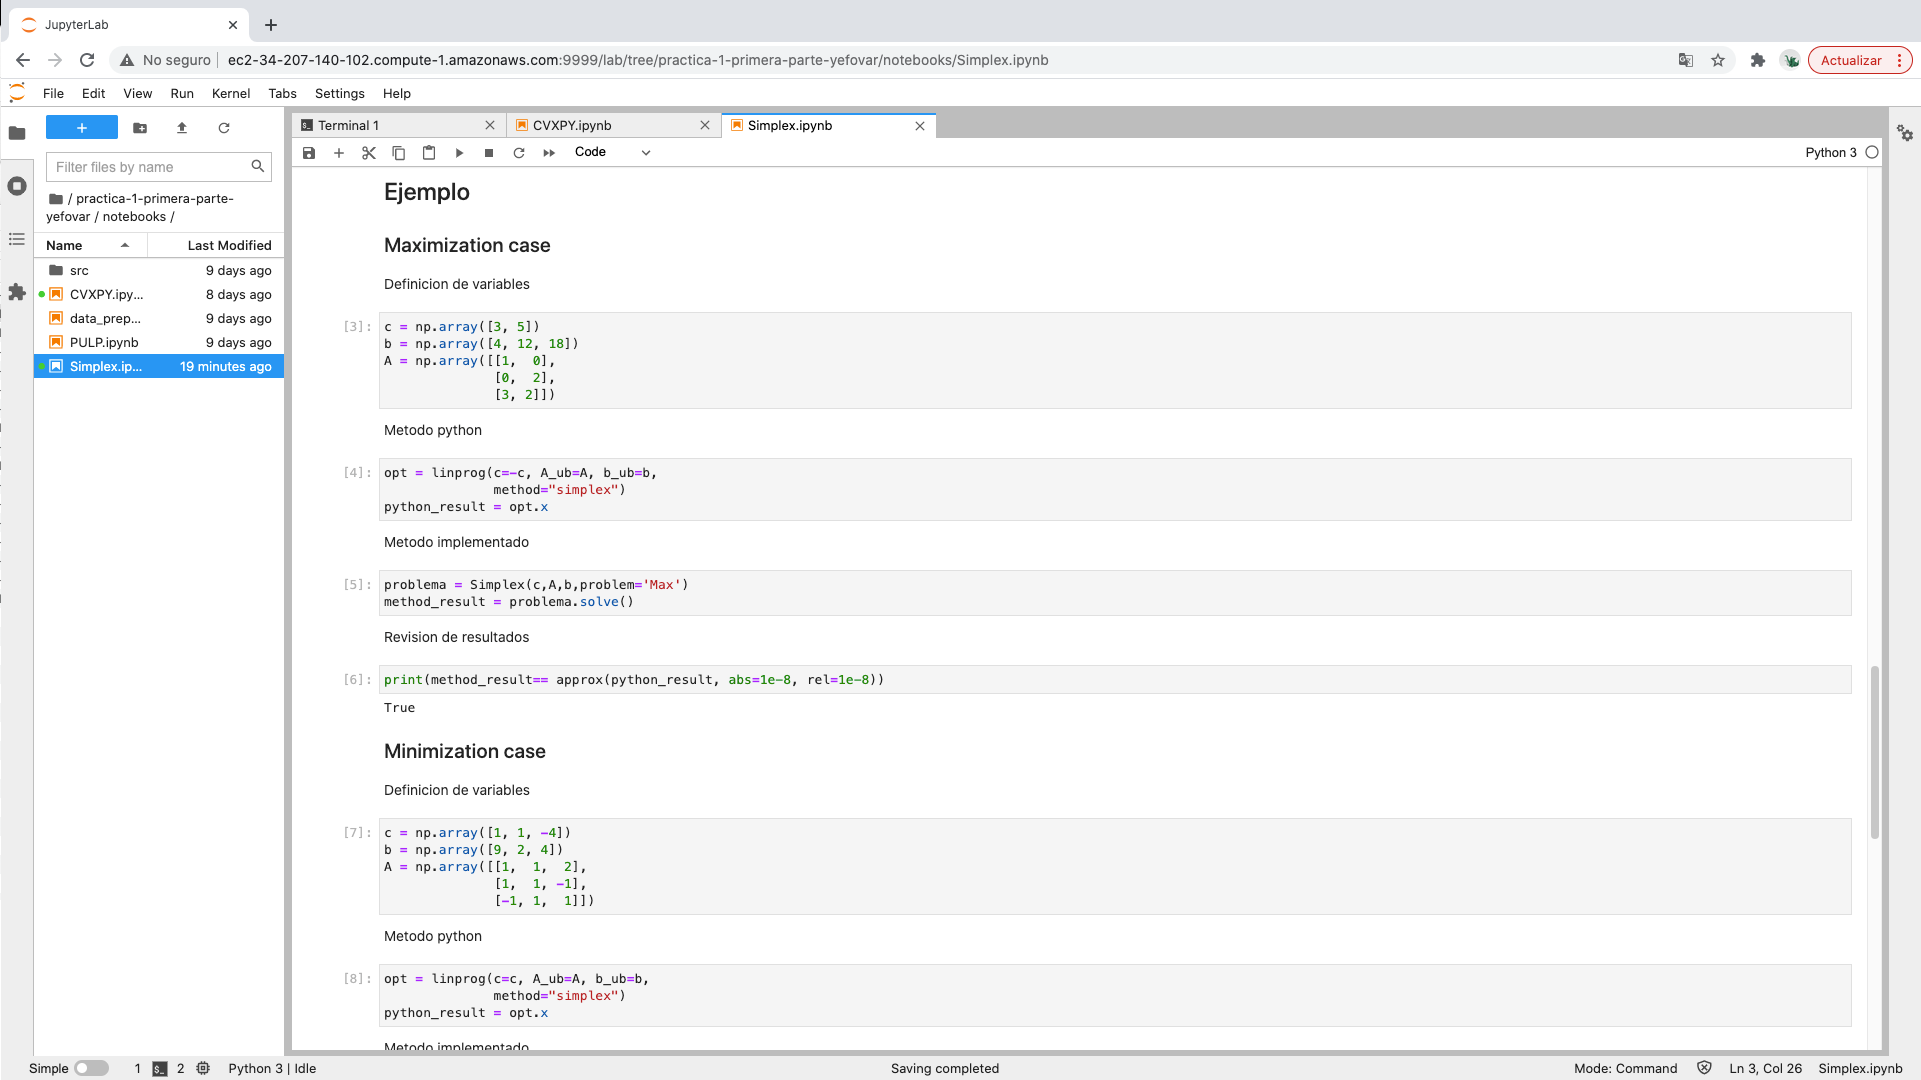 JupyterLab
No seguro
ec2-34-207-140-102.compute-1.amazonaws.com:9999/lab/tree/practica-1-primera-parte-yefovar/notebooks/Simplex.ipynb
Actualizar
File Edit View Run Kernel Tabs Settings Help
Filter files by name
/ practica-1-primera-parte-
yefovar / notebooks /
Name Last Modified
src 9 days ago
CVXPY.ipy... 8 days ago
data_prep... 9 days ago
PULP.ipynb 9 days ago
Simplex.ip... 19 minutes ago
Terminal 1
CVXPY.ipynb
Simplex.ipynb
Code
Python 3
Ejemplo
Maximization case
Definicion de variables
[3]: c = np.array([3, 5])
b = np.array([4, 12, 18])
A = np.array([[1,  0],
[0,  2],
[3, 2]])
Metodo python
[4]: opt = linprog(c=-c, A_ub=A, b_ub=b,
method="simplex")
python_result = opt.x
Metodo implementado
[5]: problema = Simplex(c,A,b,problem='Max')
method_result = problema.solve()
Revision de resultados
[6]: print(method_result== approx(python_result, abs=1e-8, rel=1e-8))
True
Minimization case
Definicion de variables
[7]: c = np.array([1, 1, -4])
b = np.array([9, 2, 4])
A = np.array([[1,  1,  2],
[1,  1, -1],
[-1, 1,  1]])
Metodo python
[8]: opt = linprog(c=c, A_ub=A, b_ub=b,
method="simplex")
python_result = opt.x
Metodo implementado
Simple 1 $_ 2 Python 3 | Idle Saving completed Mode: Command Ln 3, Col 26 Simplex.ipynb